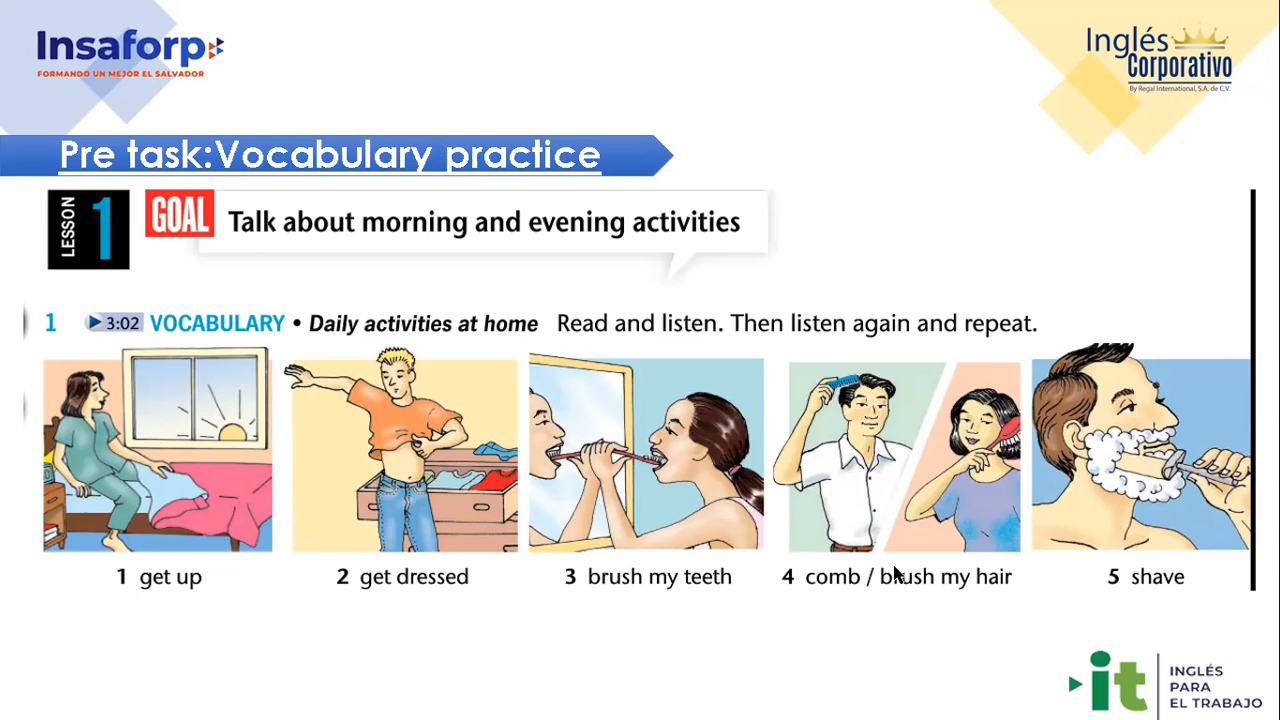 Insaforp
FORMANDO UN MEJOR EL SALVADOR
Inglés
Corporativo
By Regal International, S.A. de C.V.
Pre task:Vocabulary practice
LESSON 1
GOAL Talk about morning and evening activities
1 3:02 VOCABULARY • Daily activities at home Read and listen. Then listen again and repeat.
1 get up
2 get dressed
3 brush my teeth
4 comb / brush my hair
5 shave
it
INGLÉS
PARA
EL TRABAJO